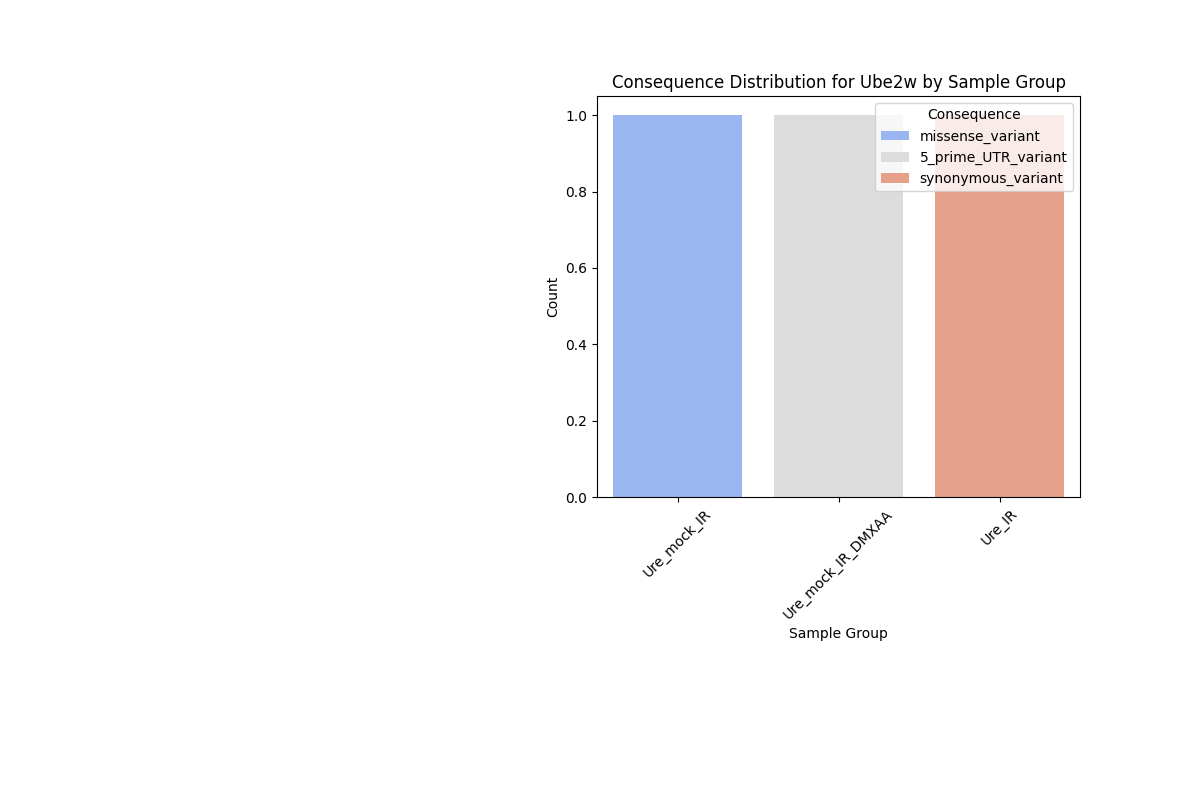 Consequence Distribution for Ube2w by Sample Group
Consequence
missense_variant
5_prime_UTR_variant
synonymous_variant
1.0
0.8
0.6
0.4
0.2
0.0
Count
Ure_mock_IR
Ure_mock_IR_DMXAA
Ure_IR
Sample Group